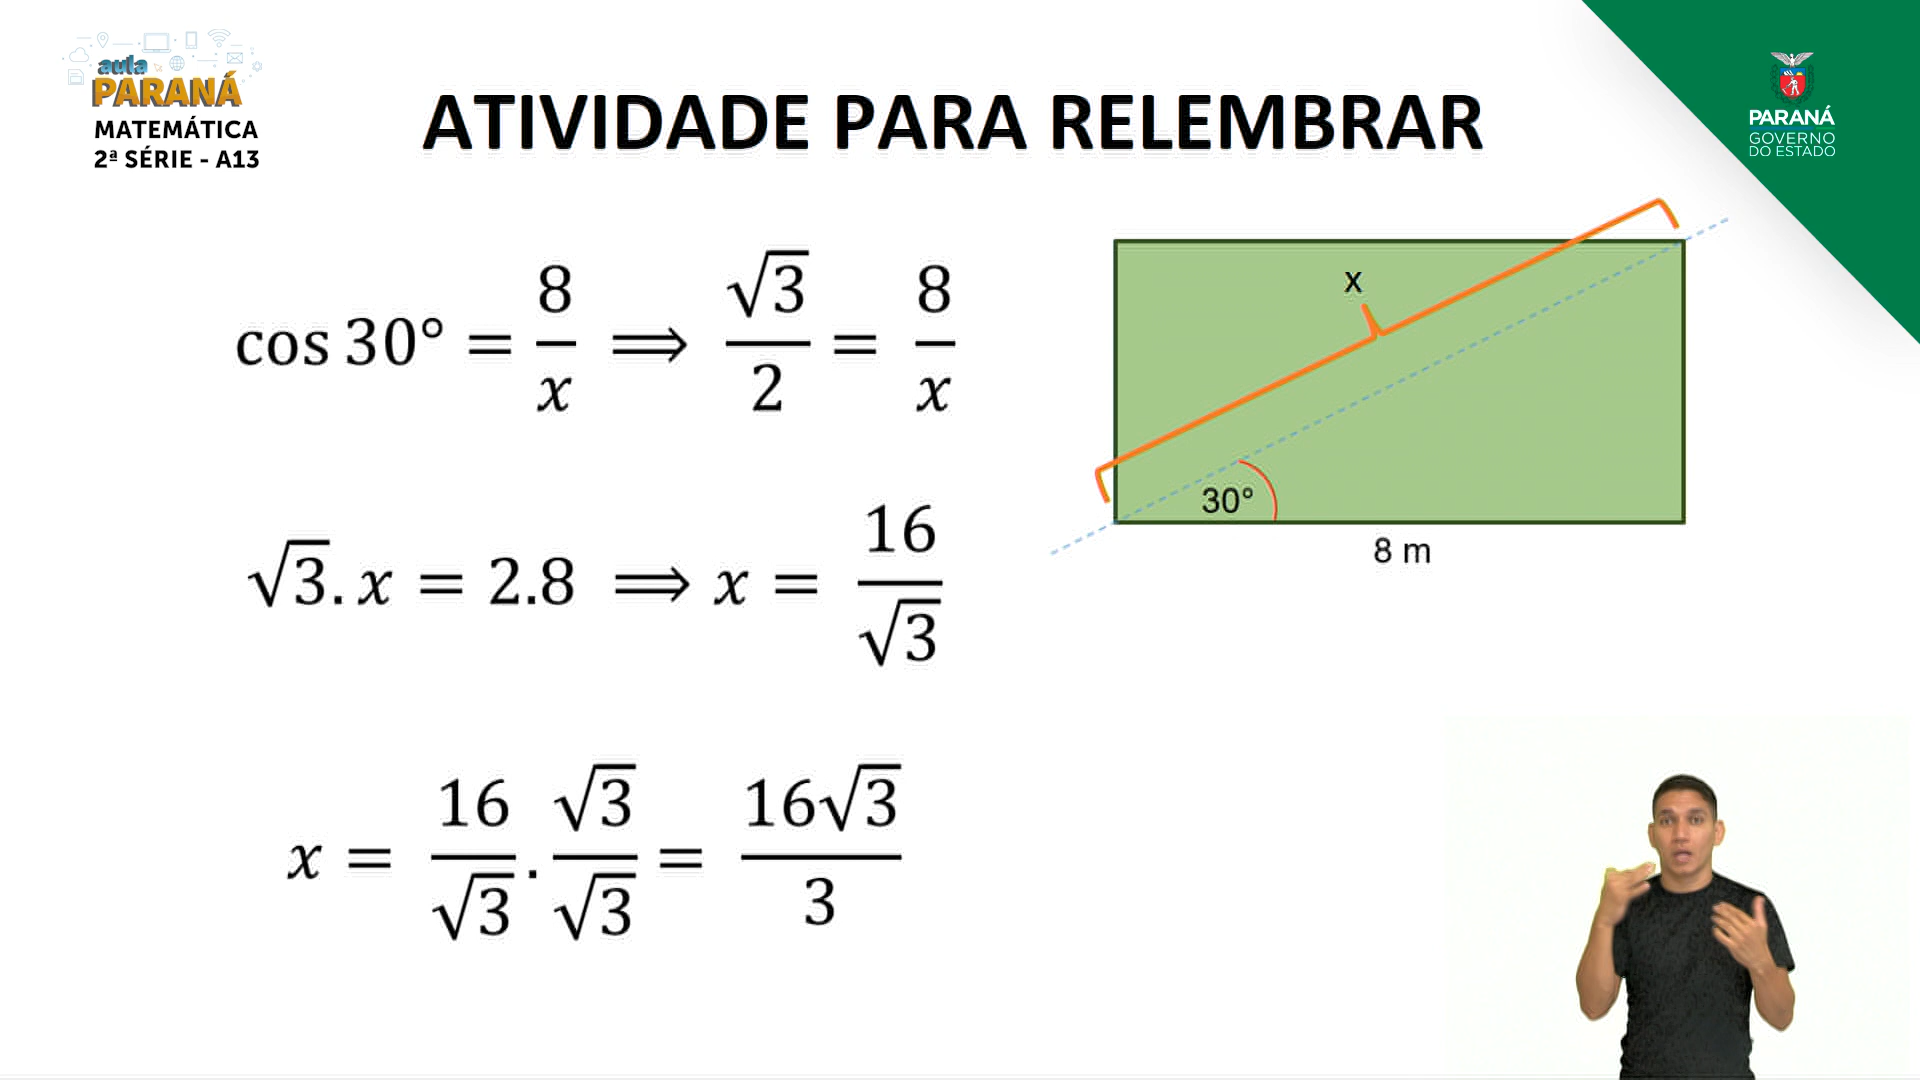 aula
PARANÁ
MATEMÁTICA
2ª SÉRIE - A13
ATIVIDADE PARA RELEMBRAR
PARANÁ
GOVERNO
DO ESTADO
cos 30° = 8/x ⟹ √3/2 = 8/x
√3. x = 2.8 ⟹ x = 16/√3
x = 16/√3 . √3/√3 = 16√3/3
x
30º
8 m